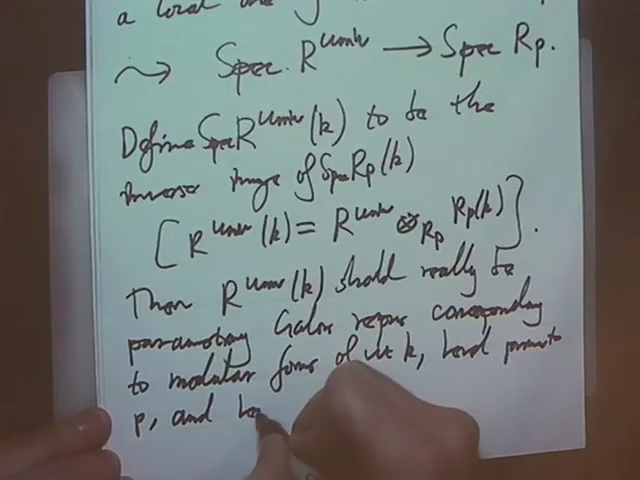 a local
⇝ Spec. R^univ → Spec R_p.
Define Spec R^univ(k) to be the
inverse image of Spec R_p(k)
[R^univ(k) = R^univ ⊗_{R_p} R_p(k)].
Then R^univ(k) should really be
parametrising Galois repns corresponding
to modular forms of wt k, level prime to
p, and